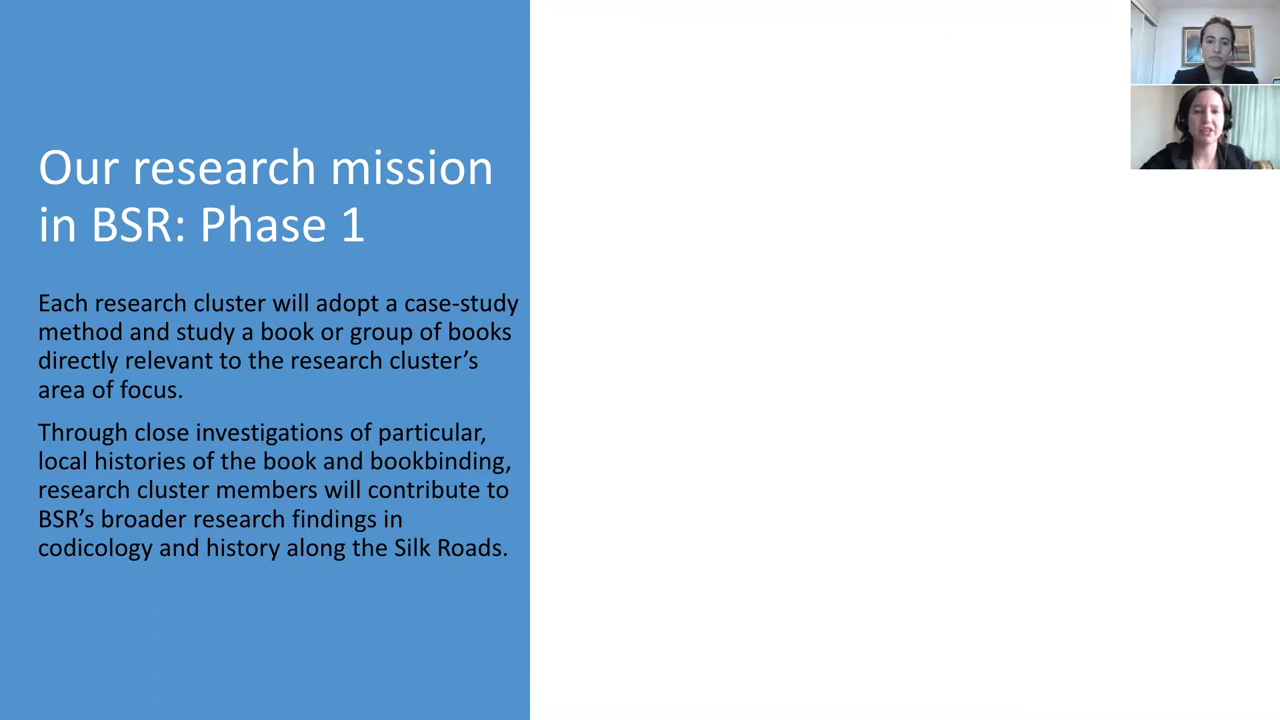 Our research mission
in BSR: Phase 1
Each research cluster will adopt a case-study
method and study a book or group of books
directly relevant to the research cluster’s
area of focus.
Through close investigations of particular,
local histories of the book and bookbinding,
research cluster members will contribute to
BSR’s broader research findings in
codicology and history along the Silk Roads.